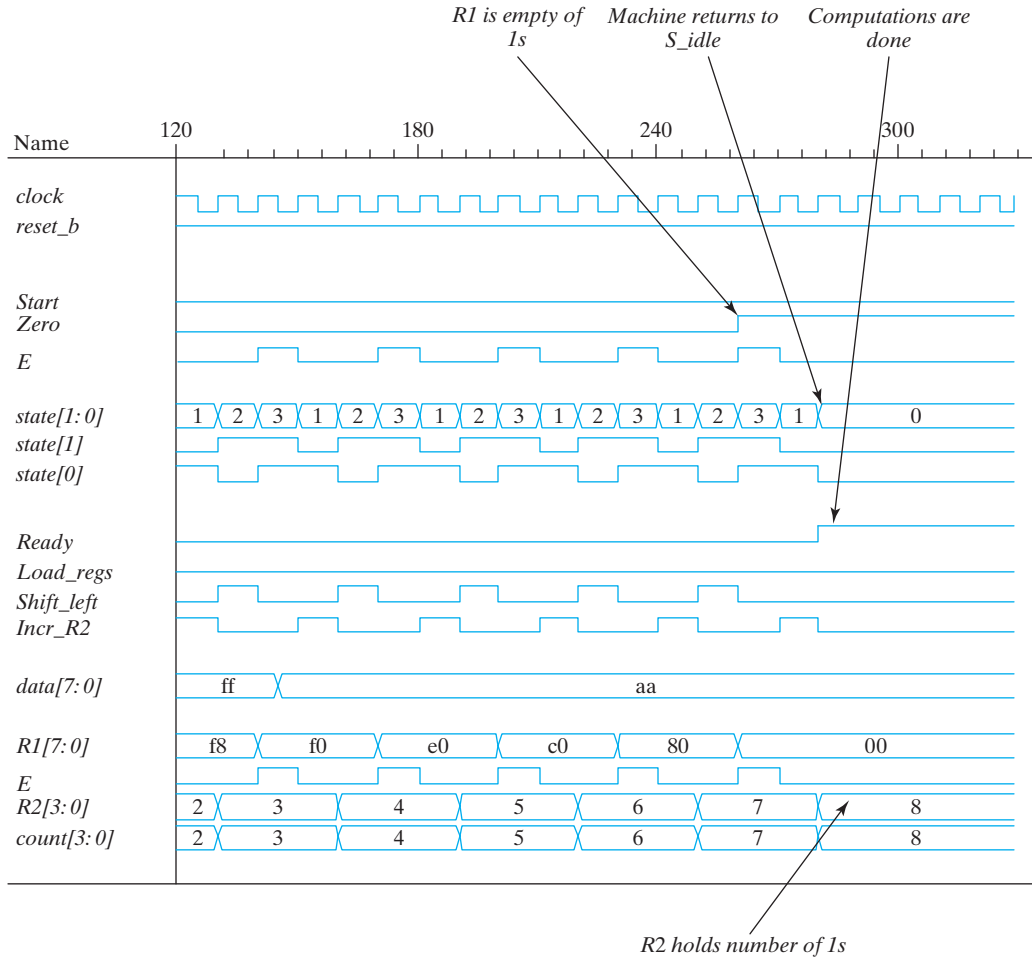 R1 is empty of 1s
Machine returns to S_idle
Computations are done
Name 120 180 240 300
clock
reset_b
Start
Zero
E
state[1:0] 1 2 3 1 2 3 1 2 3 1 2 3 1 2 3 1 0
state[1]
state[0]
Ready
Load_regs
Shift_left
Incr_R2
data[7:0] ff aa
R1[7:0] f8 f0 e0 c0 80 00
E
R2[3:0] 2 3 4 5 6 7 8
count[3:0] 2 3 4 5 6 7 8
R2 holds number of 1s